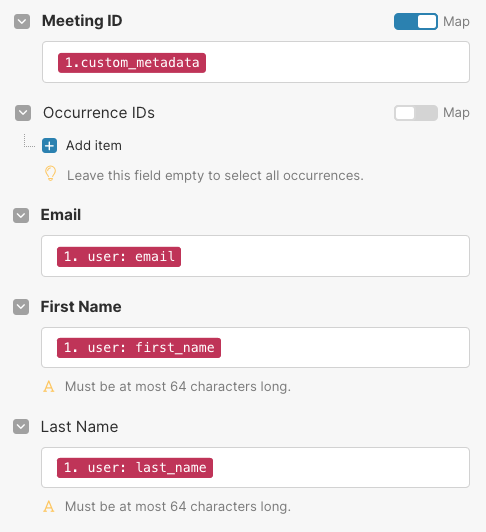 Meeting ID
Map
1.custom_metadata
Occurrence IDs
Map
Add item
Leave this field empty to select all occurrences.
Email
1. user: email
First Name
1. user: first_name
A Must be at most 64 characters long.
Last Name
1. user: last_name
A Must be at most 64 characters long.